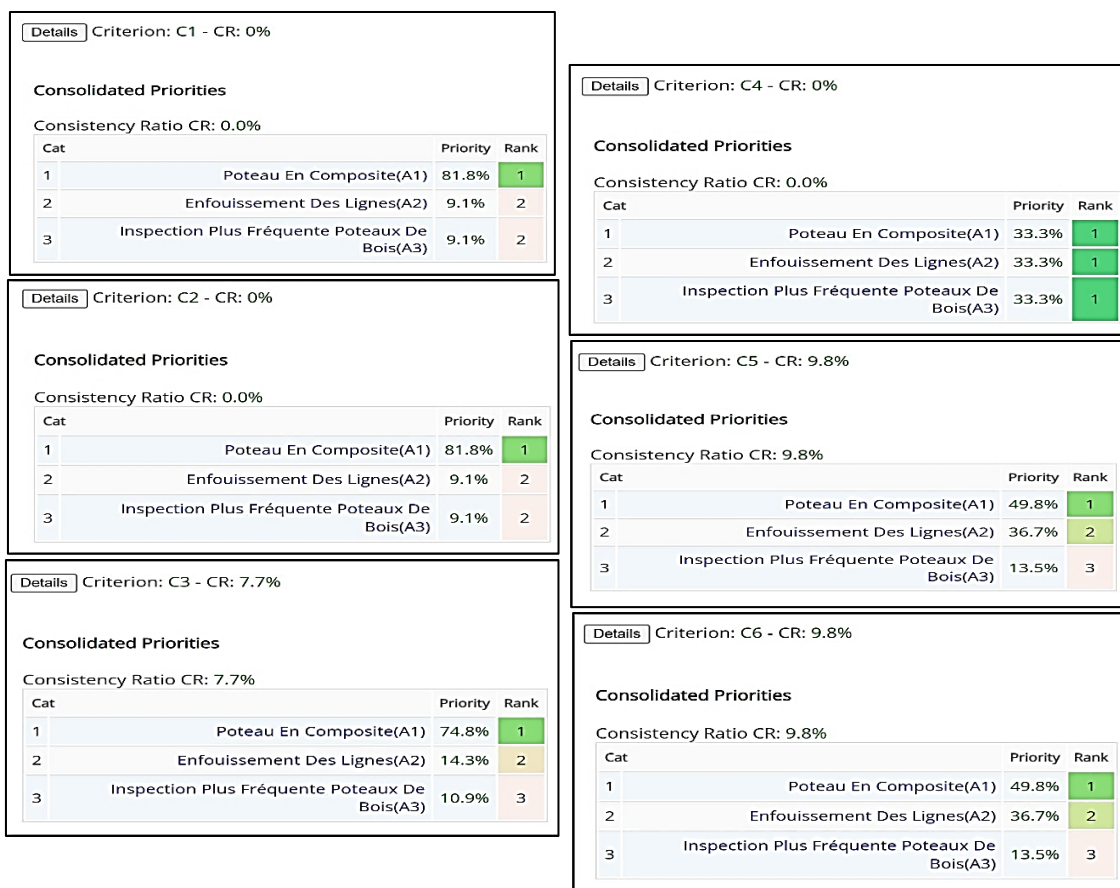 Details Criterion: C1 - CR: 0%
Consolidated Priorities
Consistency Ratio CR: 0.0%
Cat Priority Rank
1 Poteau En Composite(A1) 81.8% 1
2 Enfouissement Des Lignes(A2) 9.1% 2
3 Inspection Plus Fréquente Poteaux De
Bois(A3) 9.1% 2
Details Criterion: C2 - CR: 0%
Consolidated Priorities
Consistency Ratio CR: 0.0%
Cat Priority Rank
1 Poteau En Composite(A1) 81.8% 1
2 Enfouissement Des Lignes(A2) 9.1% 2
3 Inspection Plus Fréquente Poteaux De
Bois(A3) 9.1% 2
Details Criterion: C3 - CR: 7.7%
Consolidated Priorities
Consistency Ratio CR: 7.7%
Cat Priority Rank
1 Poteau En Composite(A1) 74.8% 1
2 Enfouissement Des Lignes(A2) 14.3% 2
3 Inspection Plus Fréquente Poteaux De
Bois(A3) 10.9% 3
Details Criterion: C4 - CR: 0%
Consolidated Priorities
Consistency Ratio CR: 0.0%
Cat Priority Rank
1 Poteau En Composite(A1) 33.3% 1
2 Enfouissement Des Lignes(A2) 33.3% 1
3 Inspection Plus Fréquente Poteaux De
Bois(A3) 33.3% 1
Details Criterion: C5 - CR: 9.8%
Consolidated Priorities
Consistency Ratio CR: 9.8%
Cat Priority Rank
1 Poteau En Composite(A1) 49.8% 1
2 Enfouissement Des Lignes(A2) 36.7% 2
3 Inspection Plus Fréquente Poteaux De
Bois(A3) 13.5% 3
Details Criterion: C6 - CR: 9.8%
Consolidated Priorities
Consistency Ratio CR: 9.8%
Cat Priority Rank
1 Poteau En Composite(A1) 49.8% 1
2 Enfouissement Des Lignes(A2) 36.7% 2
3 Inspection Plus Fréquente Poteaux De
Bois(A3) 13.5% 3